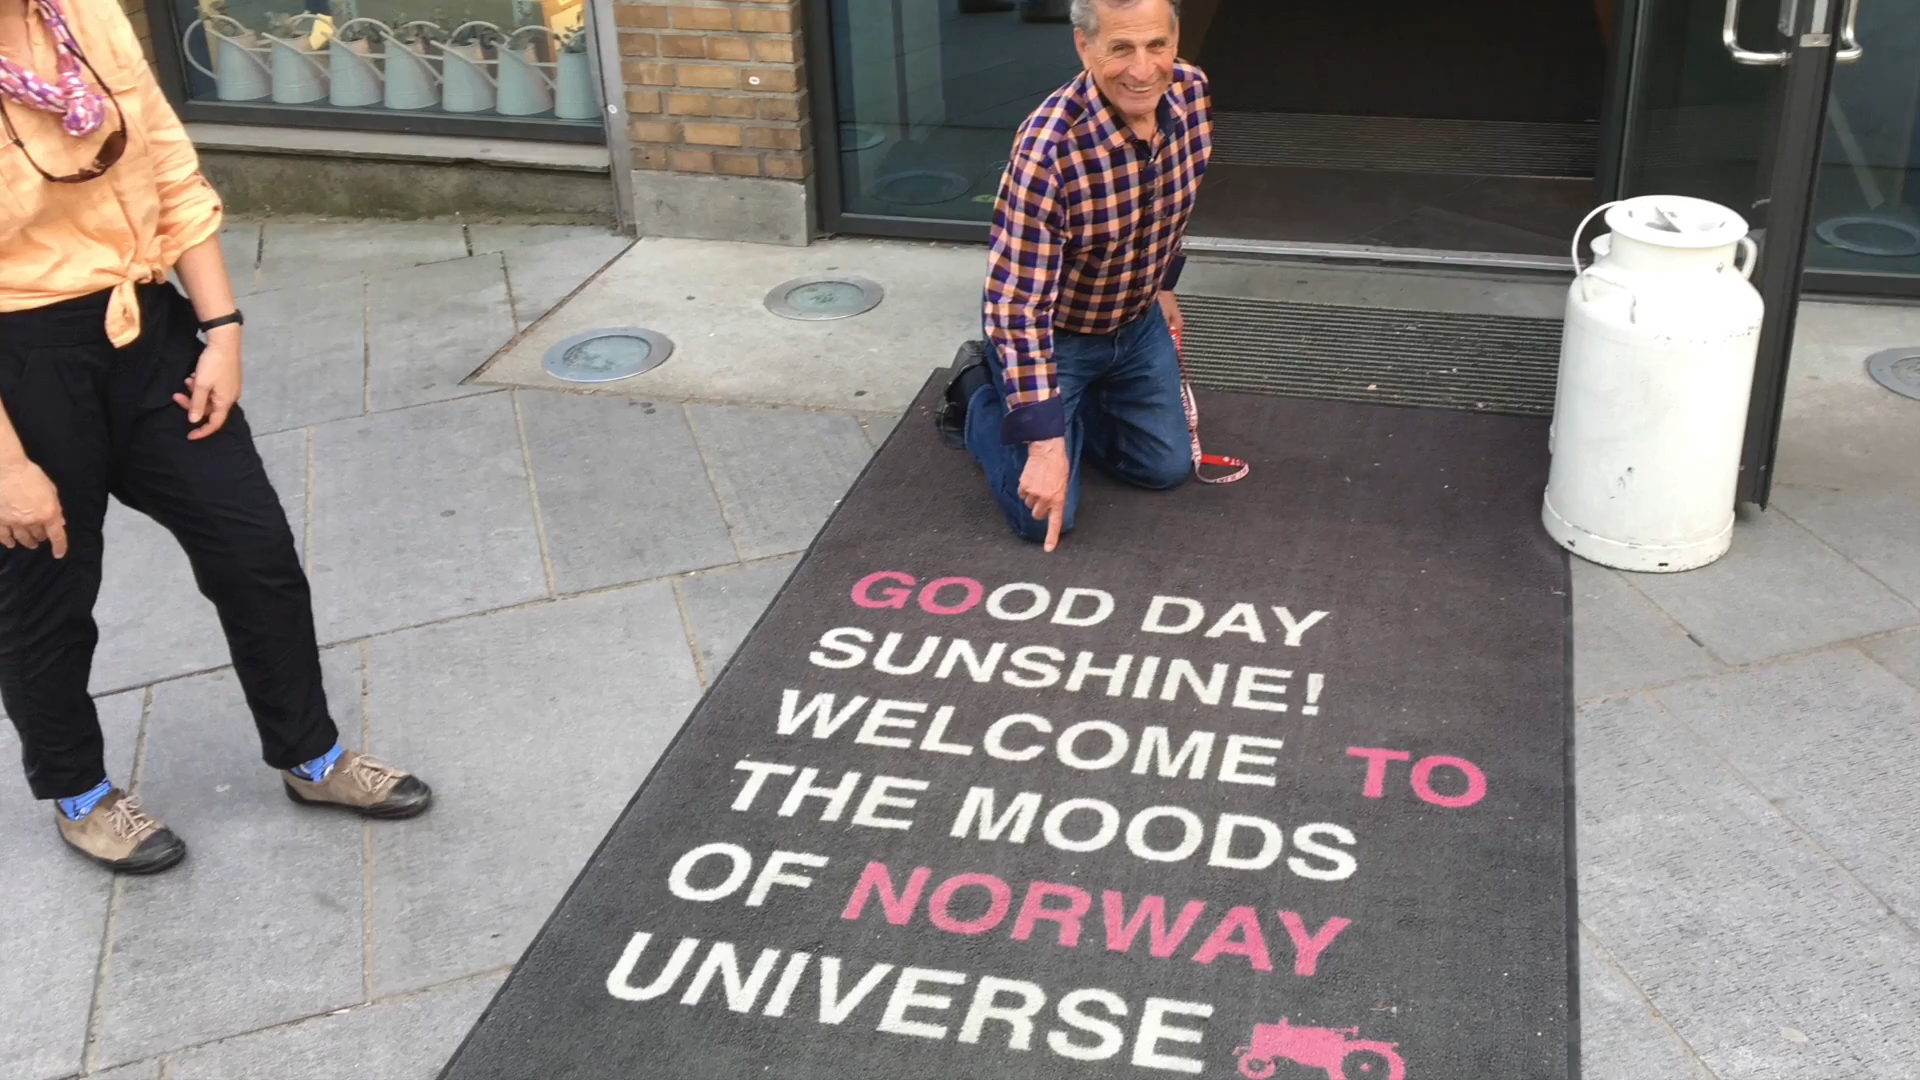 GOOD DAY
SUNSHINE!
WELCOME TO
THE MOODS
OF NORWAY
UNIVERSE